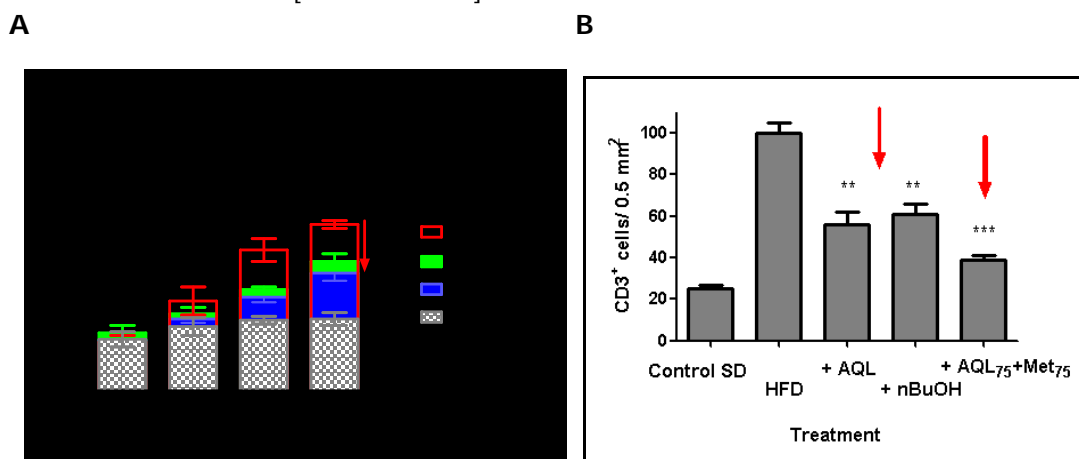 A
B
CD3⁺ cells/ 0.5 mm²
100
80
60
40
20
0
**
**
***
Control SD
HFD
+ AQL
+ nBuOH
+ AQL₇₅+Met₇₅
Treatment